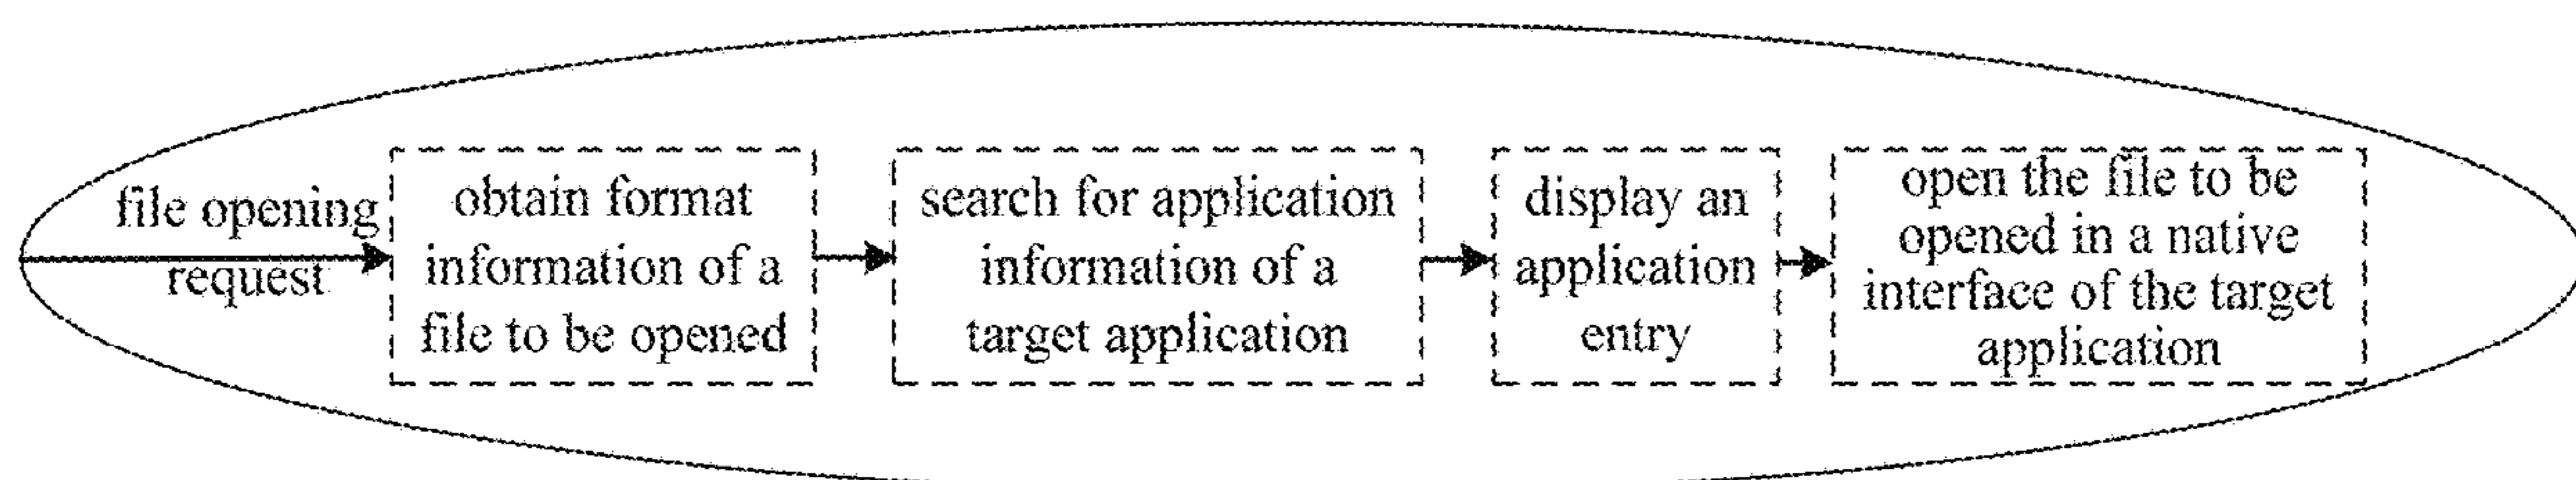 file opening
request
obtain format
information of a
file to be opened
search for application
information of a
target application
display an
application
entry
open the file to be
opened in a native
interface of the target
application